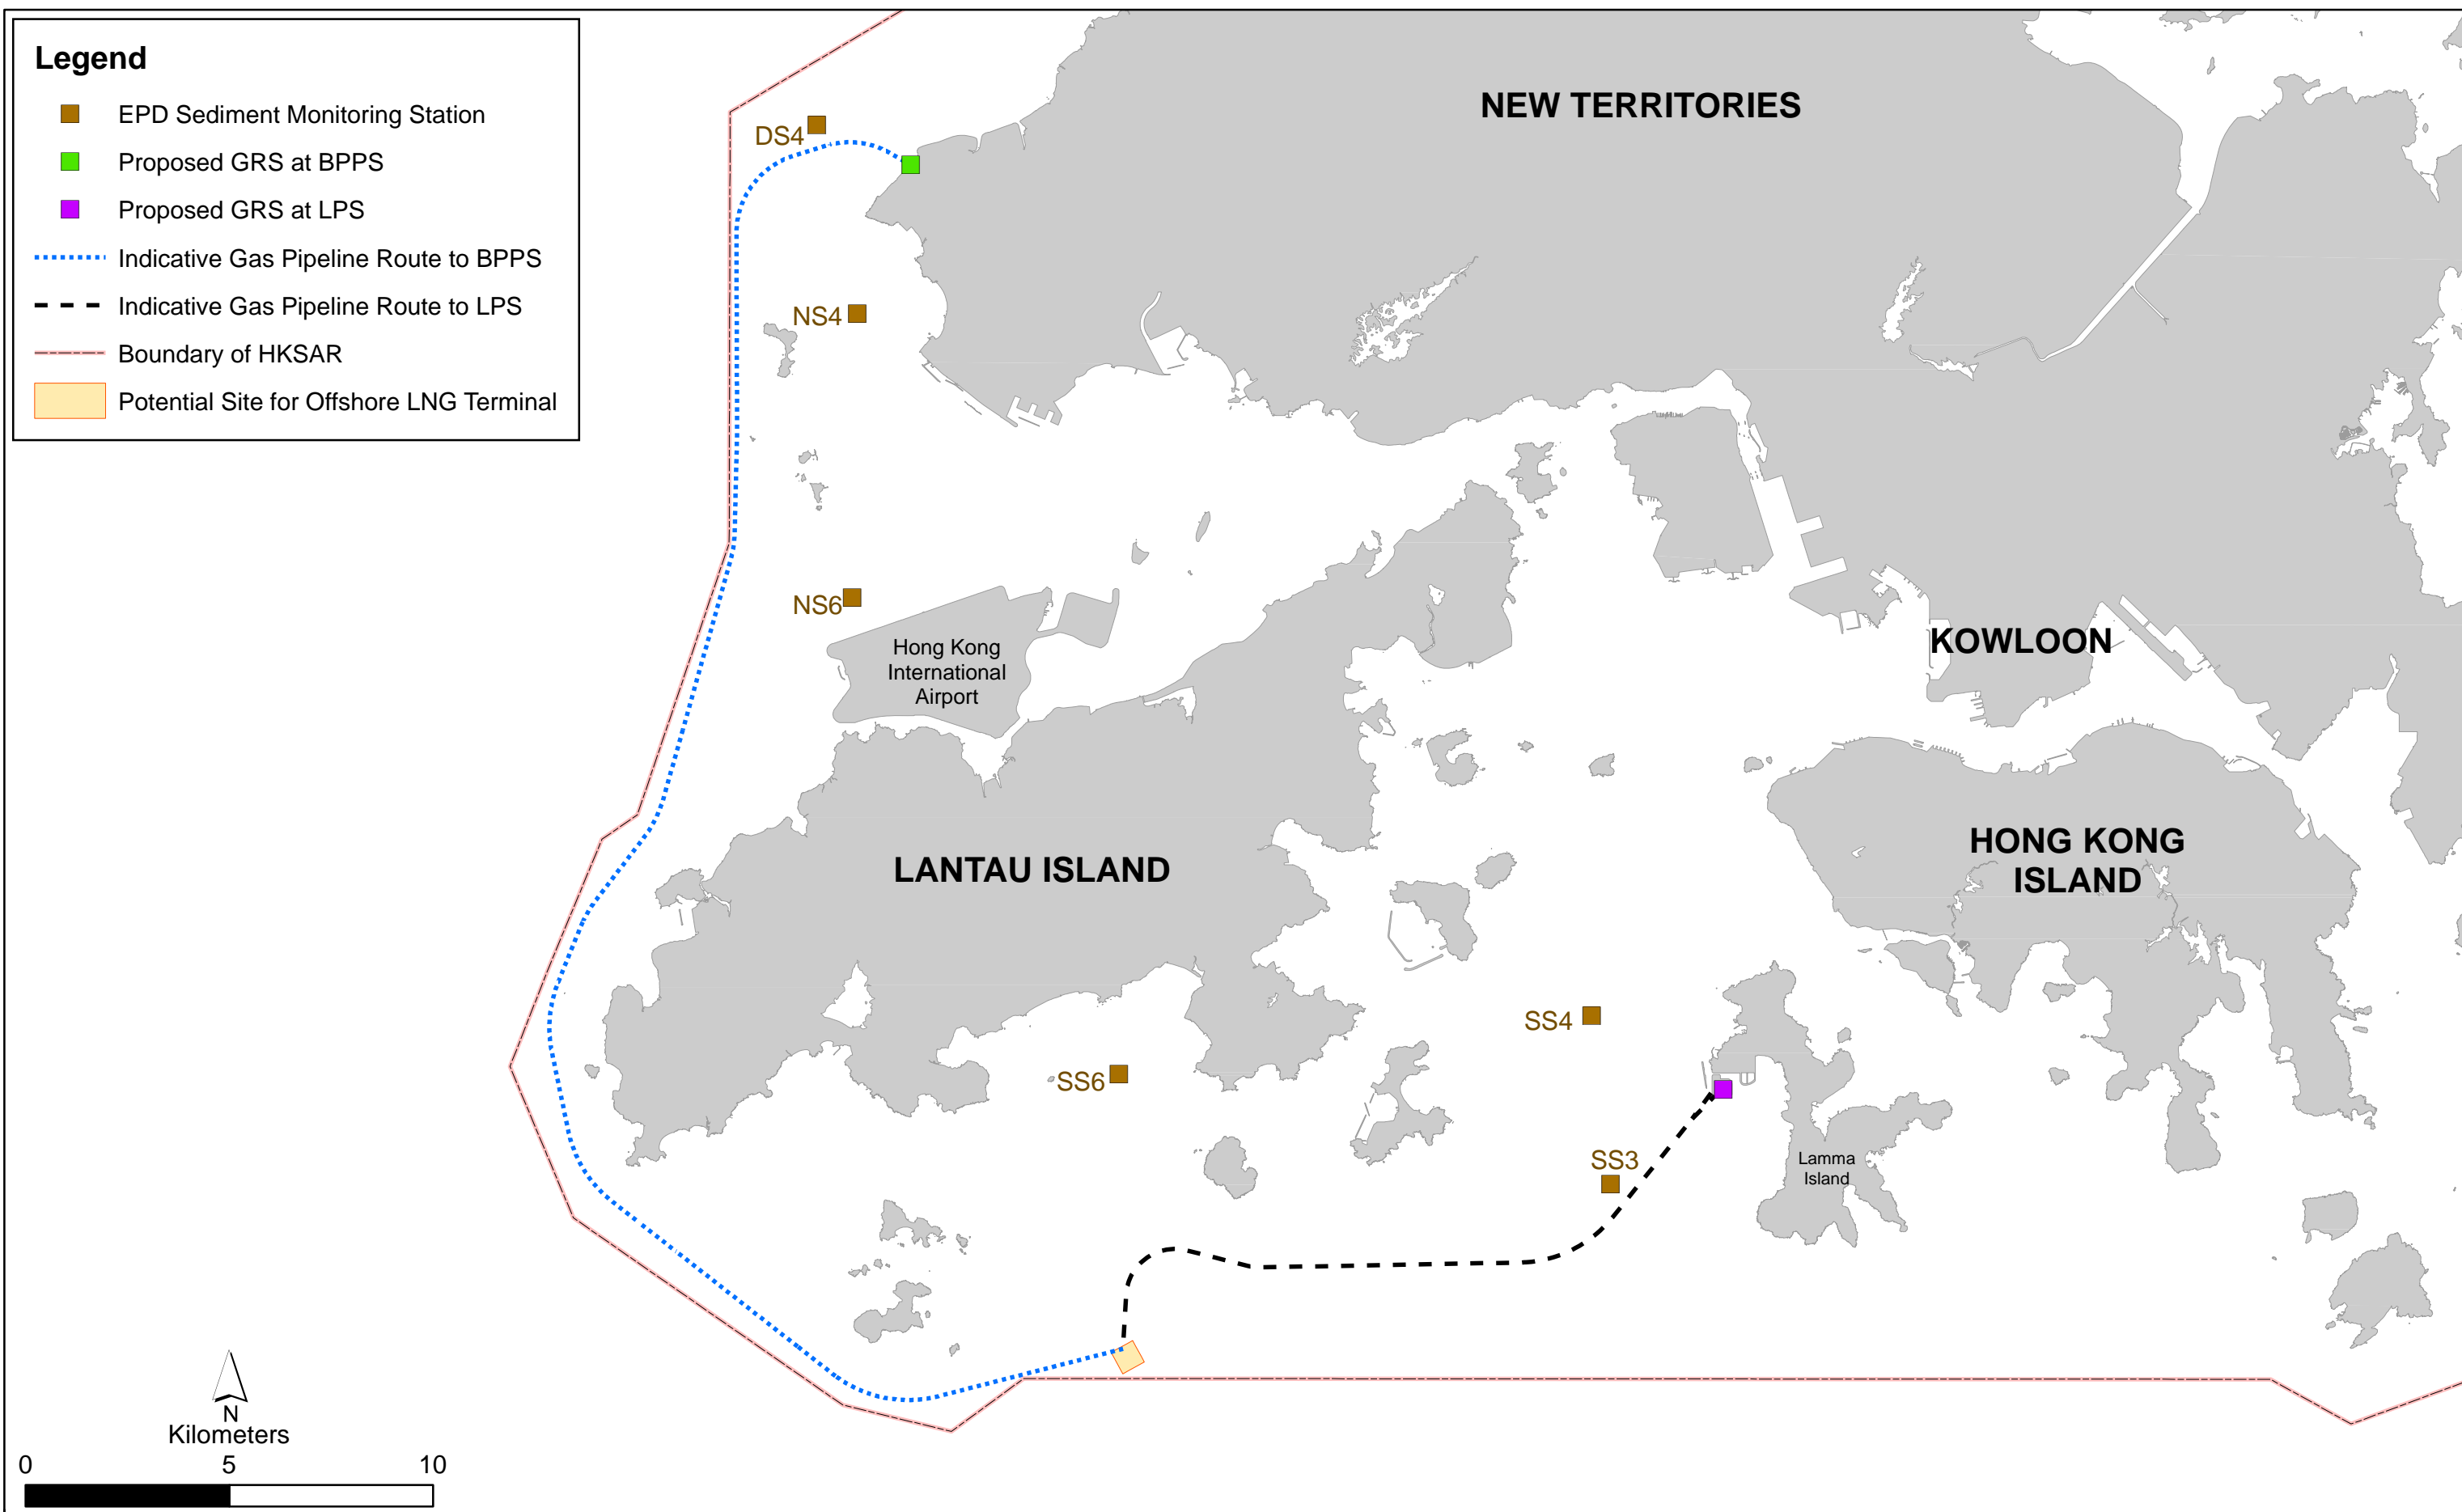 Legend
EPD Sediment Monitoring Station
Proposed GRS at BPPS
Proposed GRS at LPS
Indicative Gas Pipeline Route to BPPS
Indicative Gas Pipeline Route to LPS
Boundary of HKSAR
Potential Site for Offshore LNG Terminal
NEW TERRITORIES
DS4
NS4
NS6
Hong Kong
International
Airport
KOWLOON
LANTAU ISLAND
HONG KONG
ISLAND
SS4
SS6
SS3
Lamma
Island
N
Kilometers
0 5 10